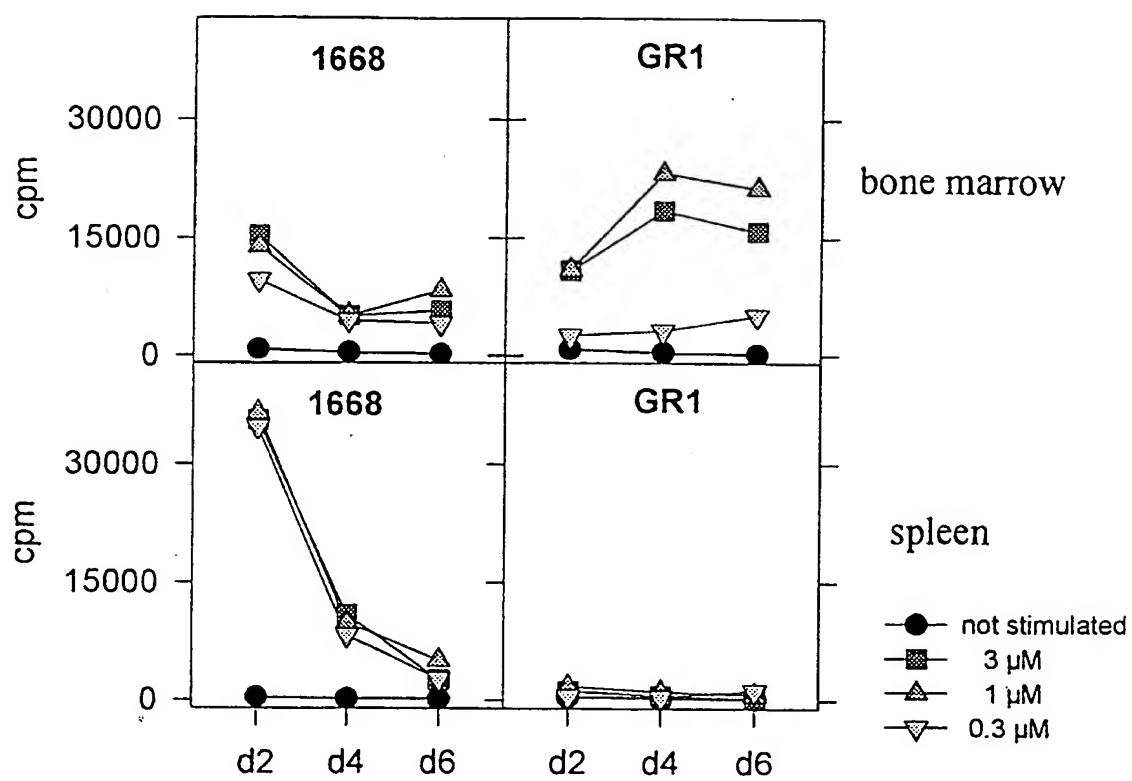 1668
GR1
30000
15000
0
cpm
bone marrow
1668
GR1
30000
15000
0
cpm
spleen
not stimulated
3 µM
1 µM
0.3 µM
d2 d4 d6 d2 d4 d6